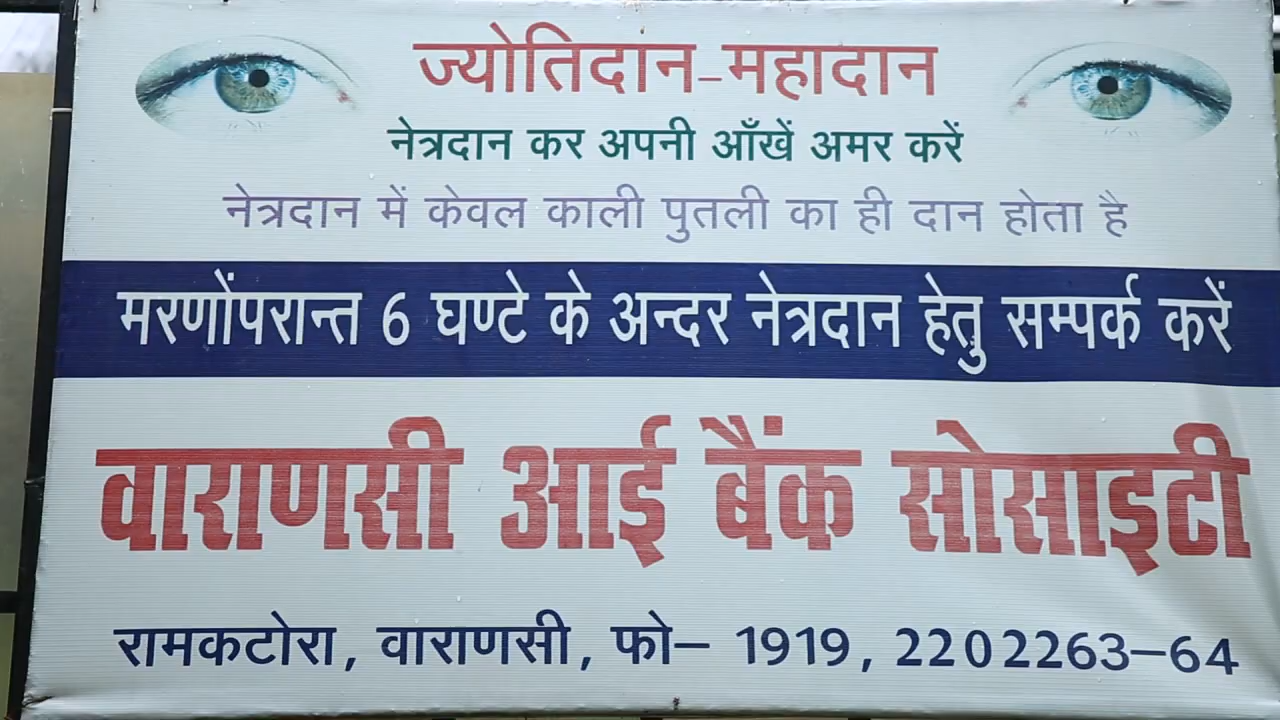 ज्योतिदान-महादान
नेत्रदान कर अपनी आँखें अमर करें
नेत्रदान में केवल काली पुतली का ही दान होता है
मरणोंपरान्त 6 घण्टे के अन्दर नेत्रदान हेतु सम्पर्क करें
वाराणसी आई बैंक सोसाइटी
रामकटोरा, वाराणसी, फो– 1919, 2202263–64